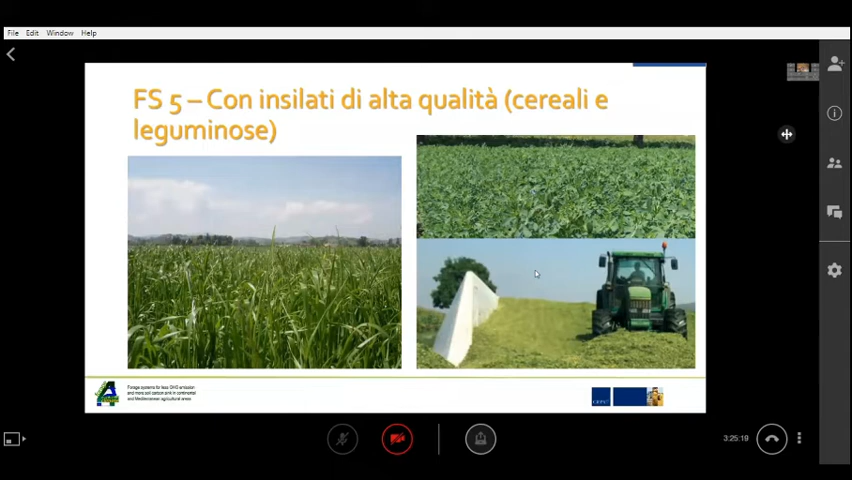 File Edit Window Help
FS 5 – Con insilati di alta qualità (cereali e
leguminose)
Forage systems for less GHG emission
and more soil carbon sink in continental
and Mediterranean agricultural areas
3:25:19